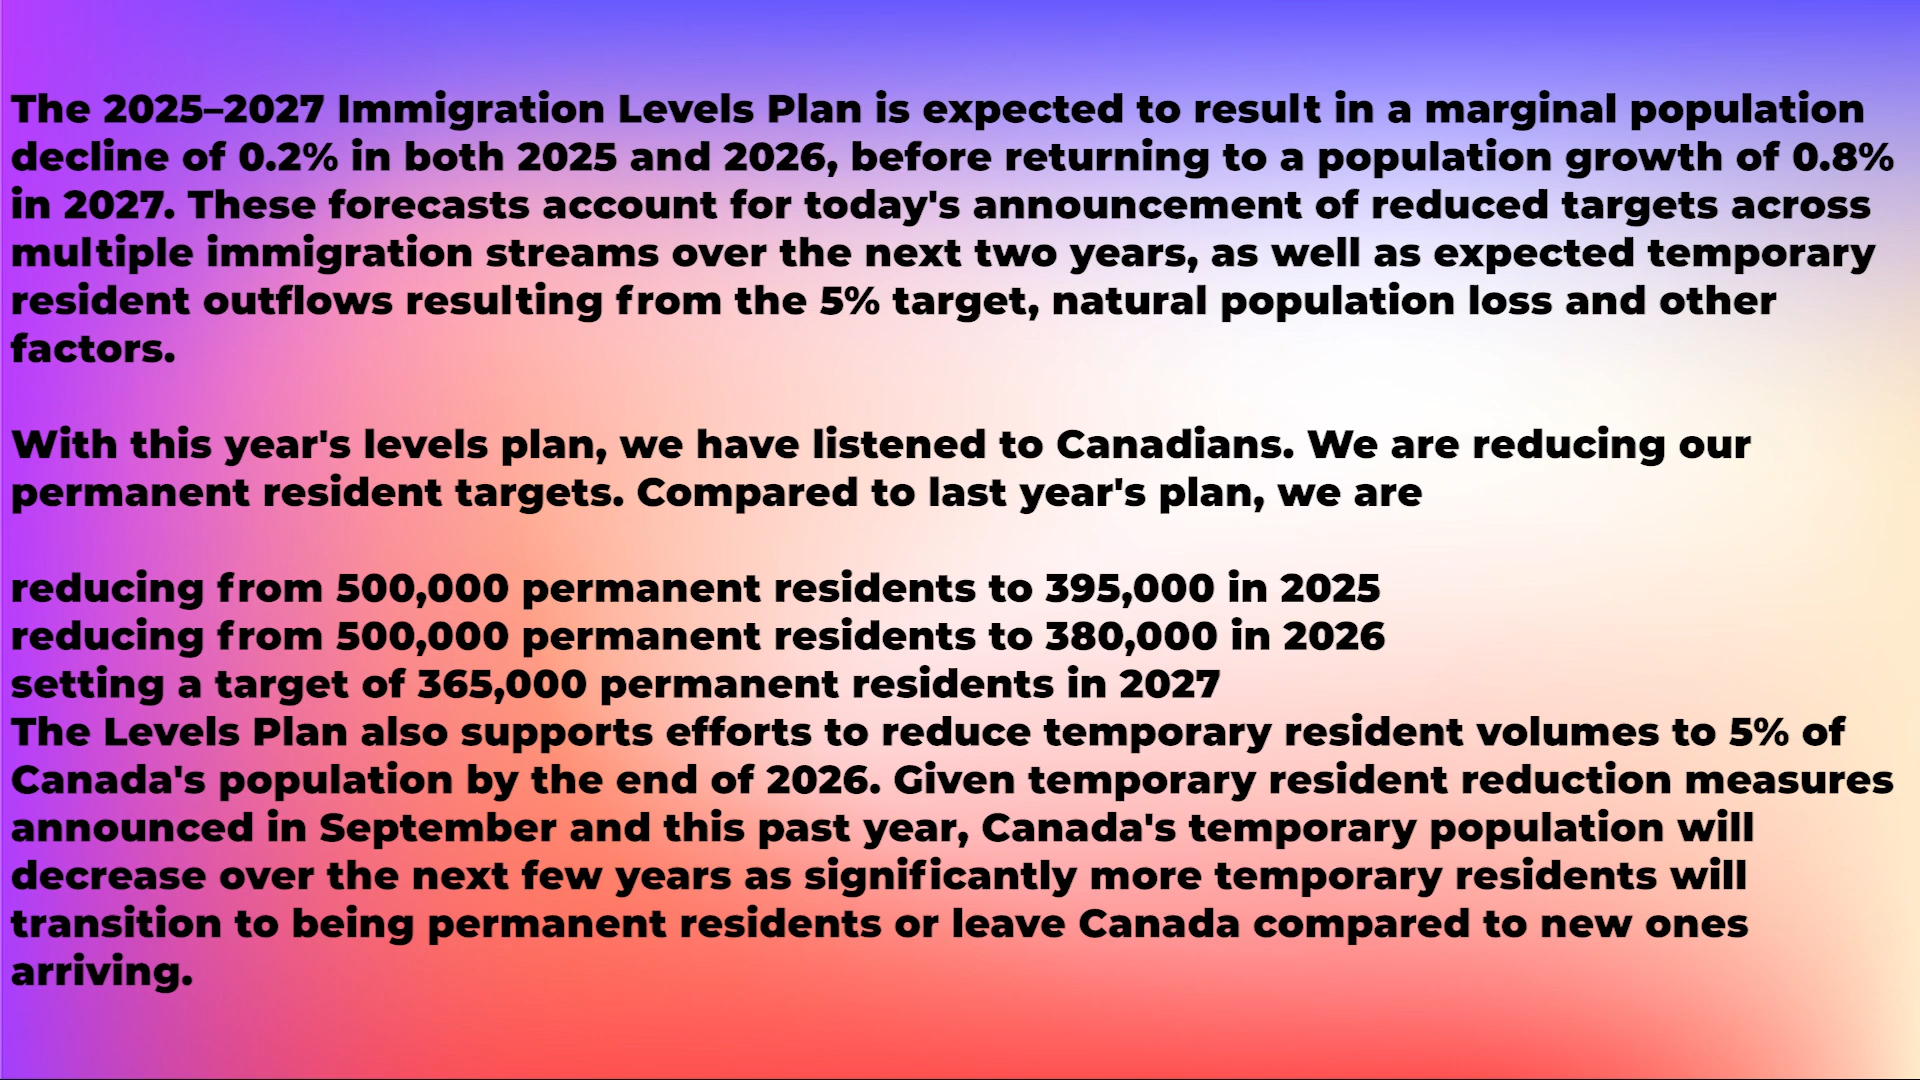 The 2025–2027 Immigration Levels Plan is expected to result in a marginal population
decline of 0.2% in both 2025 and 2026, before returning to a population growth of 0.8%
in 2027. These forecasts account for today's announcement of reduced targets across
multiple immigration streams over the next two years, as well as expected temporary
resident outflows resulting from the 5% target, natural population loss and other
factors.
With this year's levels plan, we have listened to Canadians. We are reducing our
permanent resident targets. Compared to last year's plan, we are
reducing from 500,000 permanent residents to 395,000 in 2025
reducing from 500,000 permanent residents to 380,000 in 2026
setting a target of 365,000 permanent residents in 2027
The Levels Plan also supports efforts to reduce temporary resident volumes to 5% of
Canada's population by the end of 2026. Given temporary resident reduction measures
announced in September and this past year, Canada's temporary population will
decrease over the next few years as significantly more temporary residents will
transition to being permanent residents or leave Canada compared to new ones
arriving.